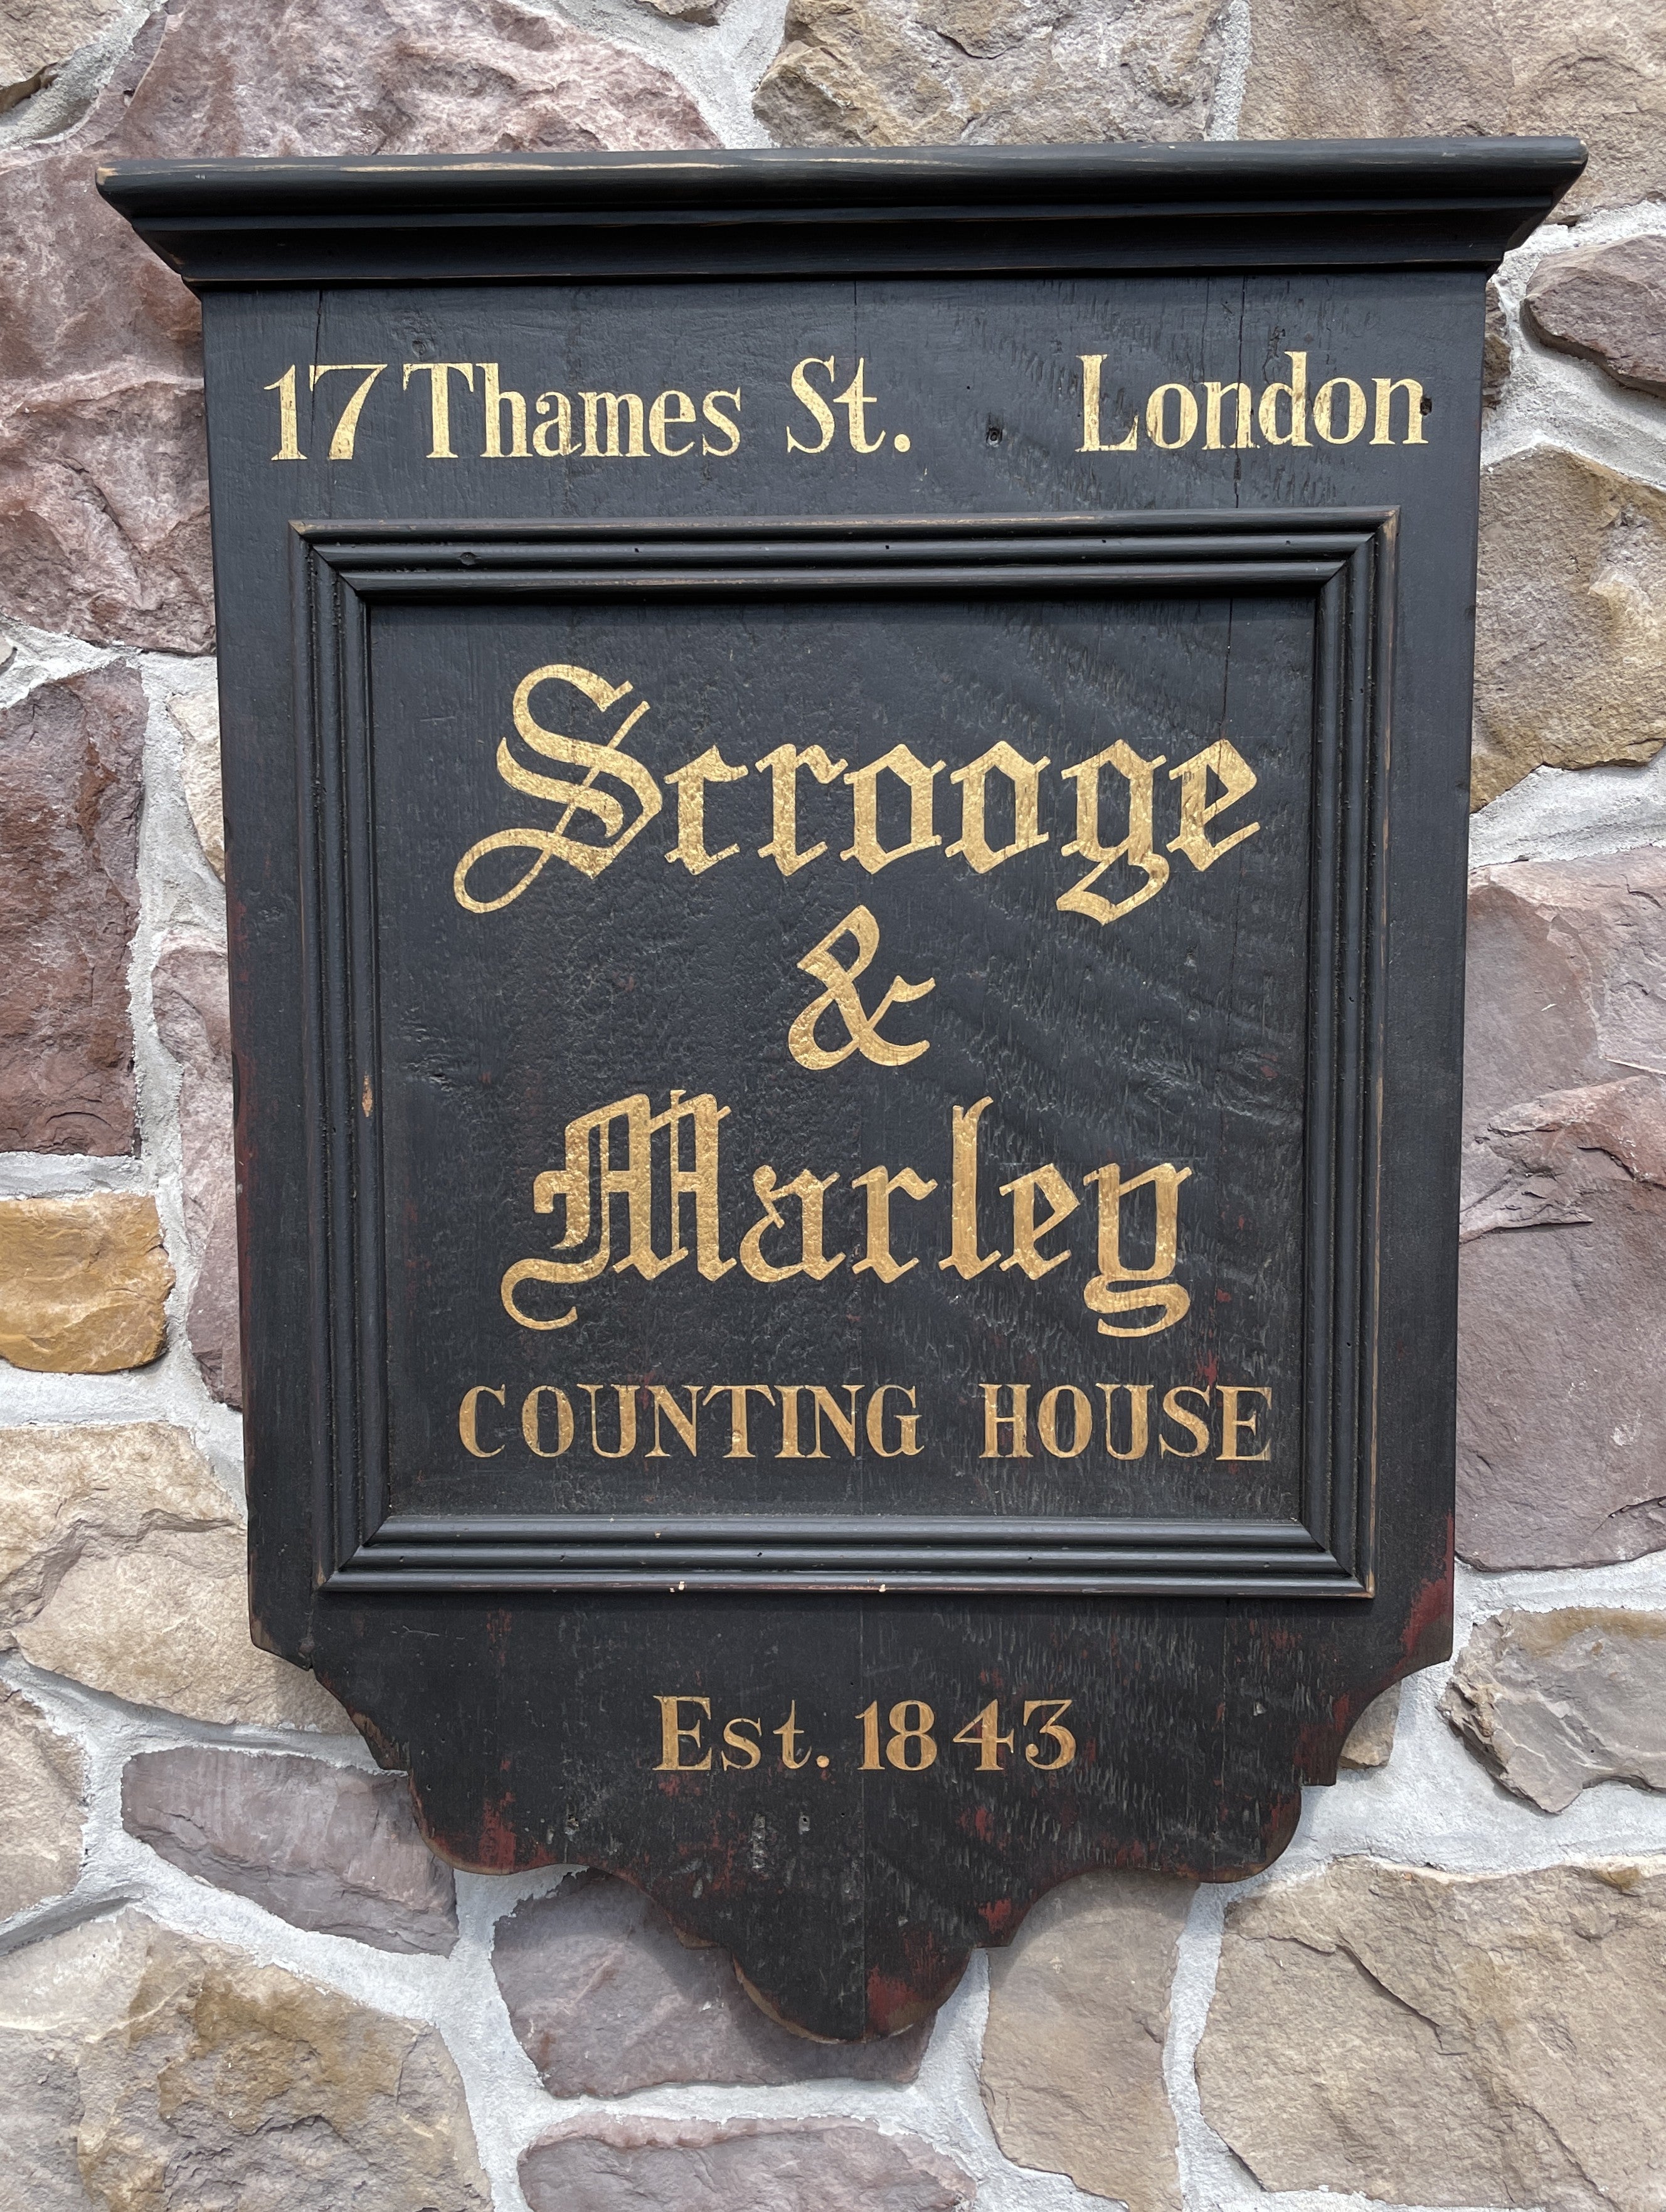 17 Thames St. London
Scrooge
&
Marley
COUNTING HOUSE
Est. 1843